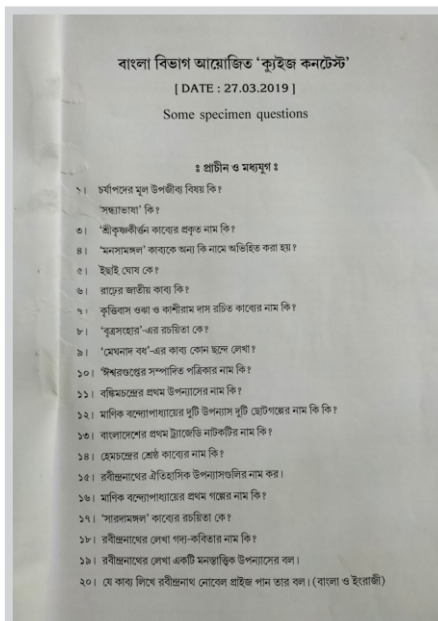 বাংলা বিভাগ আয়োজিত ‘ক্যুইজ কনটেস্ট’
[ DATE : 27.03.2019 ]
Some specimen questions
ঃ প্রাচীন ও মধ্যযুগ ঃ
১। চর্যাপদের মূল উপজীব্য বিষয় কি?
‘সন্ধ্যাভাষা’ কি?
৩। ‘শ্রীকৃষ্ণকীর্ত্তন কাব্যের প্রকৃত নাম কি?
৪। ‘মনসামঙ্গল’ কাব্যকে অন্য কি নামে অভিহিত করা হয়?
৫। ইছাই ঘোষ কে?
৬। রাঢ়ের জাতীয় কাব্য কি?
৭। কৃত্তিবাস ওঝা ও কাশীরাম দাস রচিত কাব্যের নাম কি?
৮। ‘বৃত্রসংহার’-এর রচয়িতা কে?
৯। ‘মেঘনাদ বধ’-এর কাব্য কোন ছন্দে লেখা?
১০। ‘ঈশ্বরগুপ্তের সম্পাদিত পত্রিকার নাম কি?
১১। বঙ্কিমচন্দ্রের প্রথম উপন্যাসের নাম কি?
১২। মাণিক বন্দ্যোপাধ্যায়ের দুটি উপন্যাস দুটি ছোটগল্পের নাম কি কি?
১৩। বাংলাদেশের প্রথম ট্র্যাজেডি নাটকটির নাম কি?
১৪। হেমচন্দ্রের শ্রেষ্ঠ কাব্যের নাম কি?
১৫। রবীন্দ্রনাথের ঐতিহাসিক উপন্যাসগুলির নাম কর।
১৬। মাণিক বন্দ্যোপাধ্যায়ের প্রথম গল্পের নাম কি?
১৭। ‘সারদামঙ্গল’ কাব্যের রচয়িতা কে?
১৮। রবীন্দ্রনাথের লেখা গদ্য-কবিতার নাম কি?
১৯। রবীন্দ্রনাথের লেখা একটি মনস্তাত্ত্বিক উপন্যাসের বল।
২০। যে কাব্য লিখে রবীন্দ্রনাথ নোবেল প্রাইজ পান তার বল। (বাংলা ও ইংরাজী)